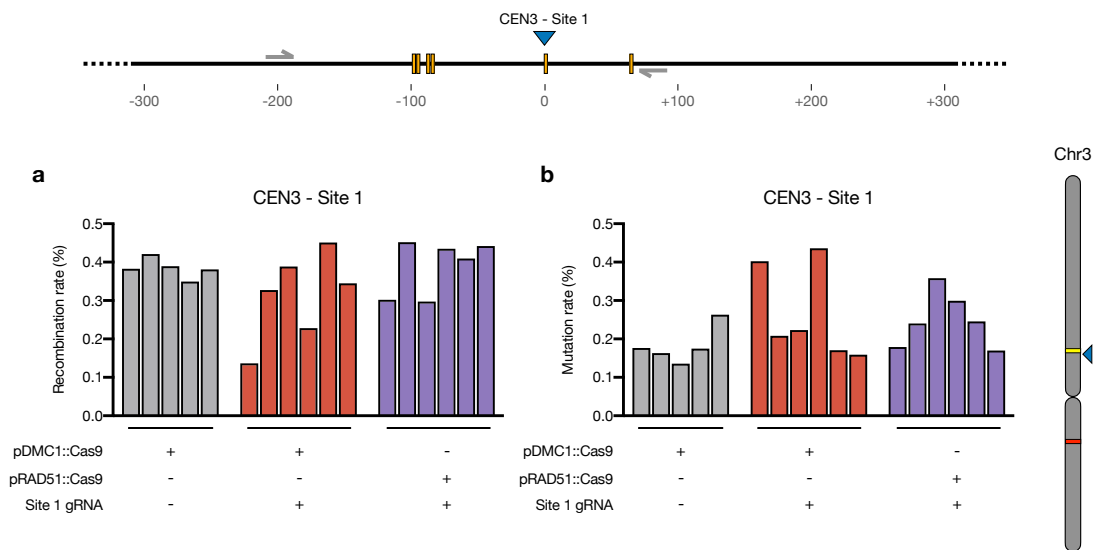 CEN3 - Site 1
-300 -200 -100 0 +100 +200 +300
Chr3
a
CEN3 - Site 1
Recombination rate (%)
0.5
0.4
0.3
0.2
0.1
0.0
pDMC1::Cas9 + + -
pRAD51::Cas9 - - +
Site 1 gRNA - + +
b
CEN3 - Site 1
Mutation rate (%)
0.5
0.4
0.3
0.2
0.1
0.0
pDMC1::Cas9 + + -
pRAD51::Cas9 - - +
Site 1 gRNA - + +